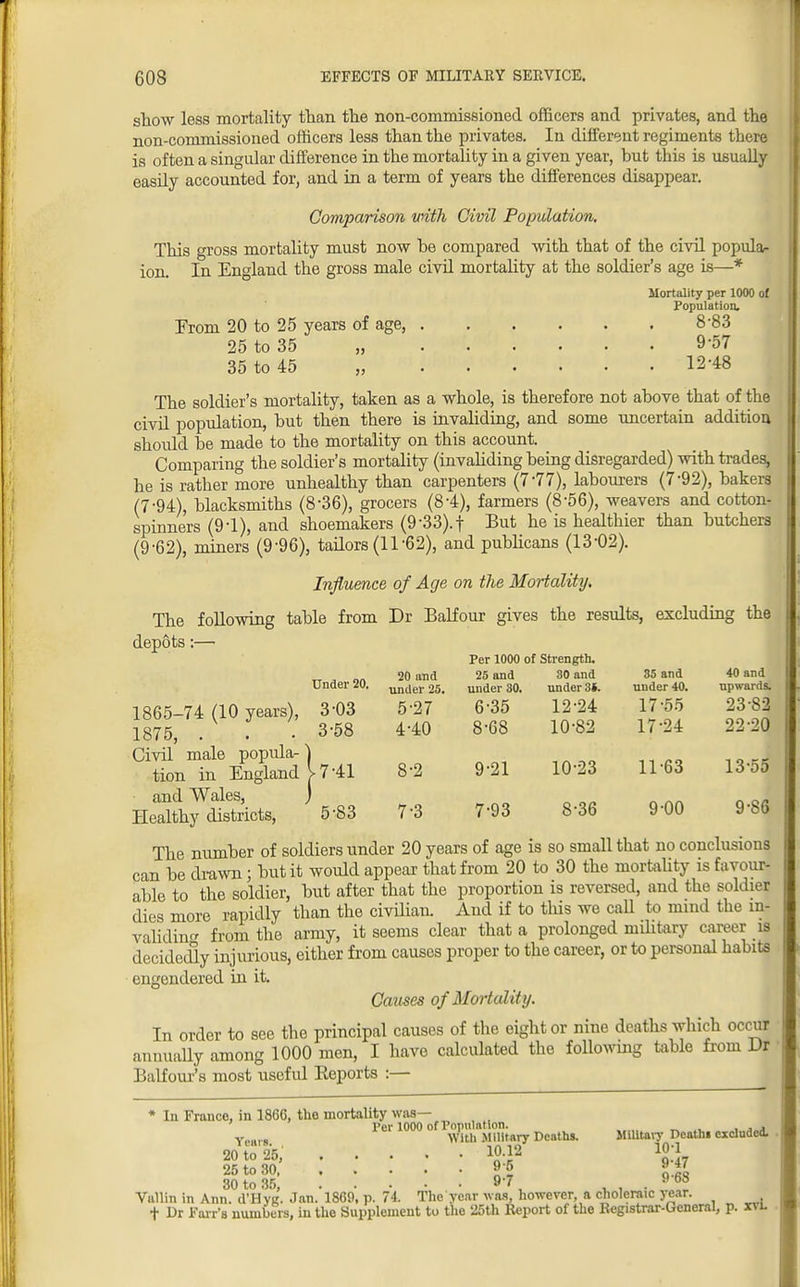 608 EFFECTS OF MILITARY SERVICE.
show less mortality than the non-commissioned officers and privates, and the
non-commissioned officers less than the privates. In different regiments there
is often a singular difference in the mortality in a given year, but this is usually
easily accounted for, and in a term of years the differences disappear.
Comparison with Civil Population.
This gross mortality must now be compared with that of the civil popula-
ion. In England the gross male civil mortality at the soldier's age is—*
Mortality per 1000 of
Population.
From 20 to 25 years of age, . . . . . . 8·83
25 to 35 „ . . . . . . 9·57
35 to 45 „ . . . . . . 12·48
The soldier's mortality, taken as a whole, is therefore not above that of the
civil population, but then there is invaliding, and some uncertain addition
should be made to the mortality on this account.
Comparing the soldier's mortality (invaliding being disregarded) with trades,
he is rather more unhealthy than carpenters (7·77), labourers (7·92), bakers
(7·94), blacksmiths (8·36), grocers (8·4), farmers (8·56), weavers and cotton-
spinners (9·1), and shoemakers (9·33).† But he is healthier than butchers
(9·62), miners (9·96), tailors (11·62), and publicans (13·02).
Influence of Age on the Mortality.
The following table from Dr Balfour gives the results, excluding the
depôts:—
Per 1000 of Strength.
Under 20. 20 and under 25. 25 and under 30. 30 and under 35. 35 and under 40. 40 and upwards.
1865-74 (10 years), 3·03 5·27 6·35 12·24 17·55 23·82
1875, . . . 3·58 4·40 8·68 10·82 17·24 22·20
Civil male popula-
tion in England 7·41 8·2 9·21 10·23 11·63 13·55
and Wales,
Healthy districts, 5·83 7·3 7·93 8·36 9·00 9·86
The number of soldiers under 20 years of age is so small that no conclusions
can be drawn; but it would appear that from 20 to 30 the mortality is favour-
able to the soldier, but after that the proportion is reversed, and the soldier
dies more rapidly than the civilian. And if to this we call to mind the in-
validing from the army, it seems clear that a prolonged military career is
decidedly injurious, either from causes proper to the career, or to personal habits
engendered in it.
Causes of Mortality.
In order to see the principal causes of the eight or nine deaths which occur
annually among 1000 men, I have calculated the following table from Dr
Balfour's most useful Reports :—
* In France, in 1866, the mortality was—
Per 1000 of Population.
Years. With Military Deaths. Military Deaths excluded.
20 to 25, . . . . . 10.12 10·1
25 to 30, . . . . . 9·5 9·47
30 to 35, . . . . . 9·7 9·68
Vallin in Ann. d'Hyg. Jan. 1869, p. 74. The year was, however, a choleraic year.
† Dr Farr's numbers, in the Supplement to the 25th Report of the Registrar-General, p. xvi.